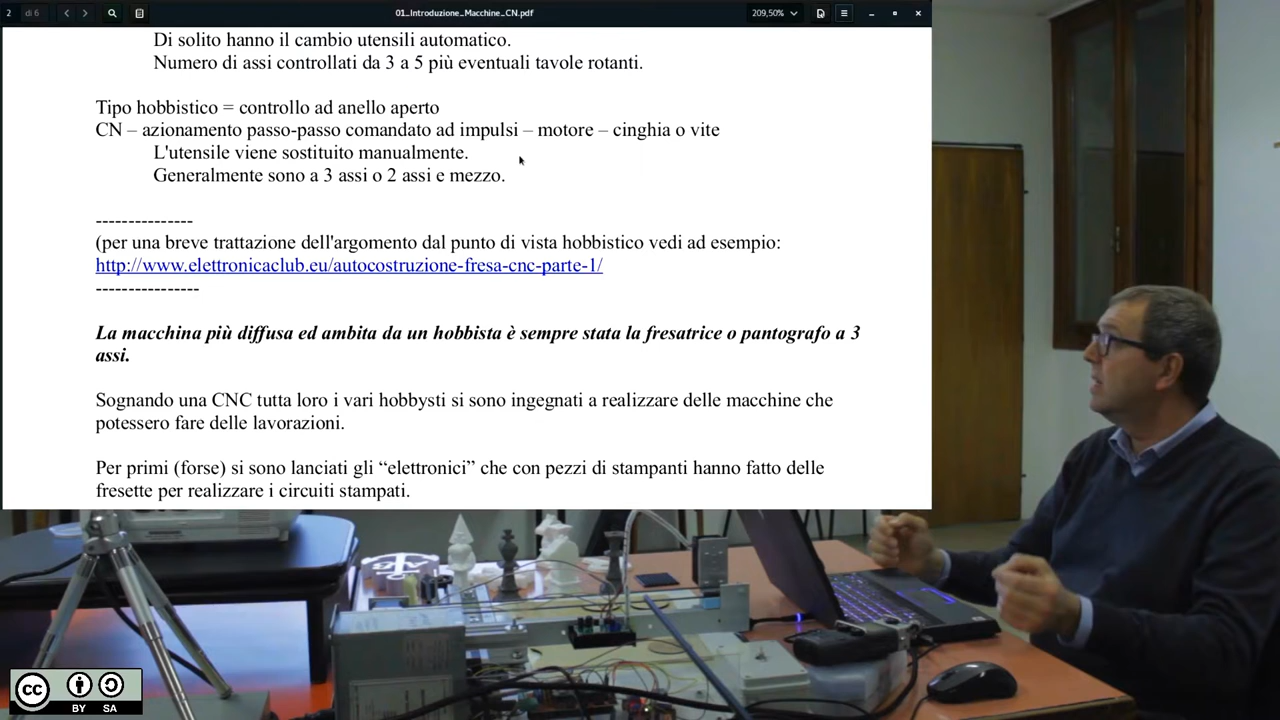 2 di 6
01_Introduzione_Macchine_CN.pdf
209,50%
Di solito hanno il cambio utensili automatico.
Numero di assi controllati da 3 a 5 più eventuali tavole rotanti.
Tipo hobbistico = controllo ad anello aperto
CN – azionamento passo-passo comandato ad impulsi – motore – cinghia o vite
L'utensile viene sostituito manualmente.
Generalmente sono a 3 assi o 2 assi e mezzo.
---------------
(per una breve trattazione dell'argomento dal punto di vista hobbistico vedi ad esempio:
http://www.elettronicaclub.eu/autocostruzione-fresa-cnc-parte-1/
----------------
La macchina più diffusa ed ambita da un hobbista è sempre stata la fresatrice o pantografo a 3
assi.
Sognando una CNC tutta loro i vari hobbysti si sono ingegnati a realizzare delle macchine che
potessero fare delle lavorazioni.
Per primi (forse) si sono lanciati gli “elettronici” che con pezzi di stampanti hanno fatto delle
fresette per realizzare i circuiti stampati.
cc
BY SA